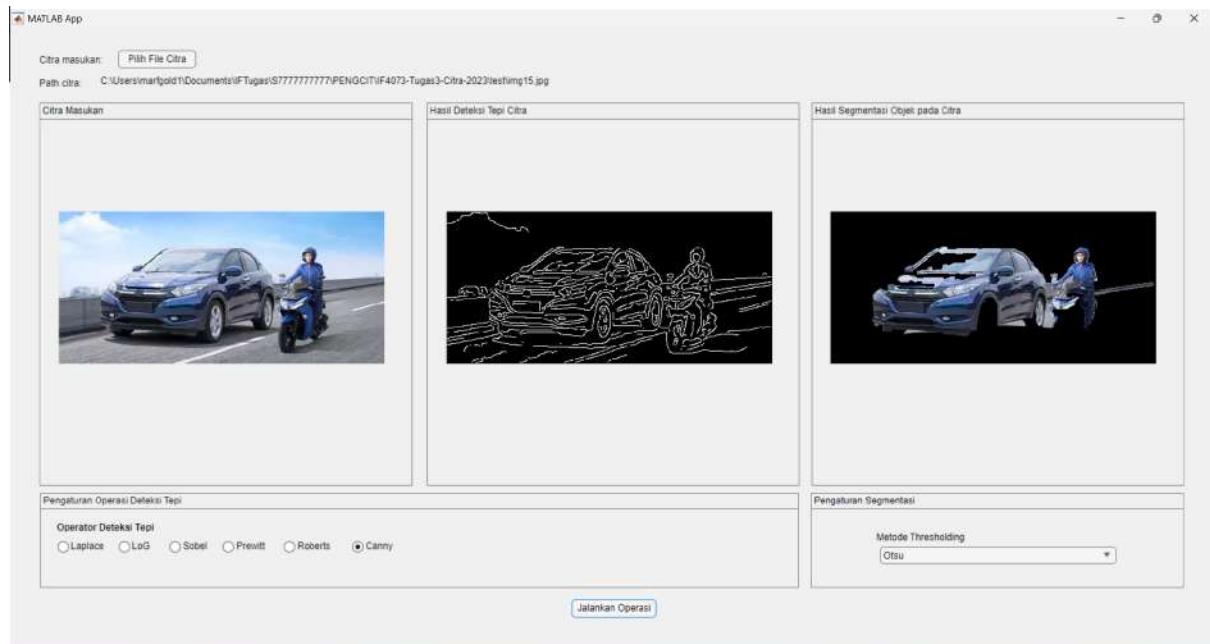 MATLAB App
Citra masukan: Pilih File Citra
Path citra: C:\Users\marfgold1\Documents\IFTugas\S7777777777\PENGCIT\IF4073-Tugas3-Citra-2023\test\img15.jpg
Citra Masukan
Hasil Deteksi Tepi Citra
Hasil Segmentasi Objek pada Citra
Pengaturan Operasi Deteksi Tepi
Operator Deteksi Tepi
Laplace LoG Sobel Prewitt Roberts Canny
Pengaturan Segmentasi
Metode Thresholding
Otsu
Jalankan Operasi